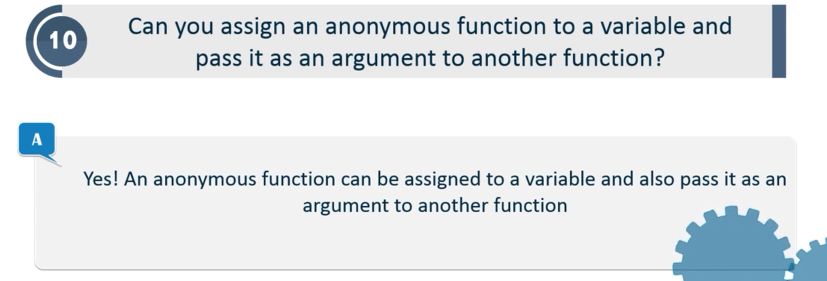 10
Can you assign an anonymous function to a variable and
pass it as an argument to another function?
A
Yes! An anonymous function can be assigned to a variable and also pass it as an
argument to another function